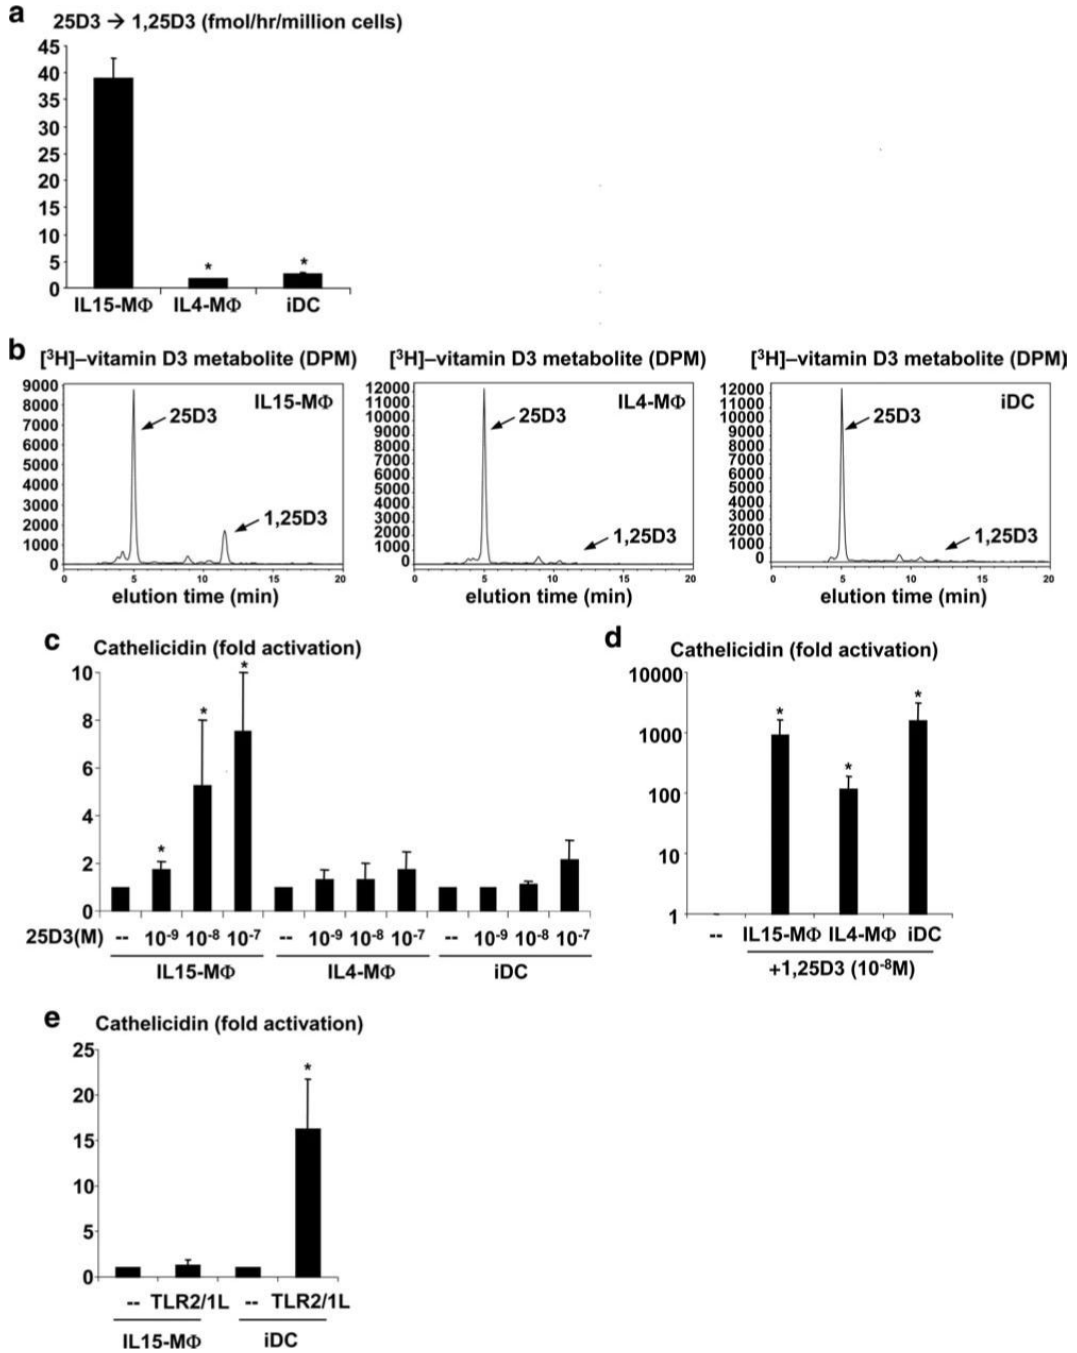 a
25D3 → 1,25D3 (fmol/hr/million cells)
45
40
35
30
25
20
15
10
5
0
* *
IL15-MΦ IL4-MΦ iDC
b
[³H]–vitamin D3 metabolite (DPM) [³H]–vitamin D3 metabolite (DPM) [³H]–vitamin D3 metabolite (DPM)
9000
8000
7000
6000
5000
4000
3000
2000
1000
0
IL15-MΦ
25D3
1,25D3
0 5 10 15 20
elution time (min)
12000
11000
10000
9000
8000
7000
6000
5000
4000
3000
2000
1000
0
IL4-MΦ
25D3
1,25D3
0 5 10 15 20
elution time (min)
12000
11000
10000
9000
8000
7000
6000
5000
4000
3000
2000
1000
0
iDC
25D3
1,25D3
0 5 10 15 20
elution time (min)
c
Cathelicidin (fold activation)
10
8
6
4
2
0
* * *
25D3(M) -- 10⁻⁹ 10⁻⁸ 10⁻⁷ -- 10⁻⁹ 10⁻⁸ 10⁻⁷ -- 10⁻⁹ 10⁻⁸ 10⁻⁷
IL15-MΦ IL4-MΦ iDC
d
Cathelicidin (fold activation)
10000
1000
100
10
1
* * *
-- IL15-MΦ IL4-MΦ iDC
+1,25D3 (10⁻⁸M)
e
Cathelicidin (fold activation)
25
20
15
10
5
0
*
-- TLR2/1L -- TLR2/1L
IL15-MΦ iDC